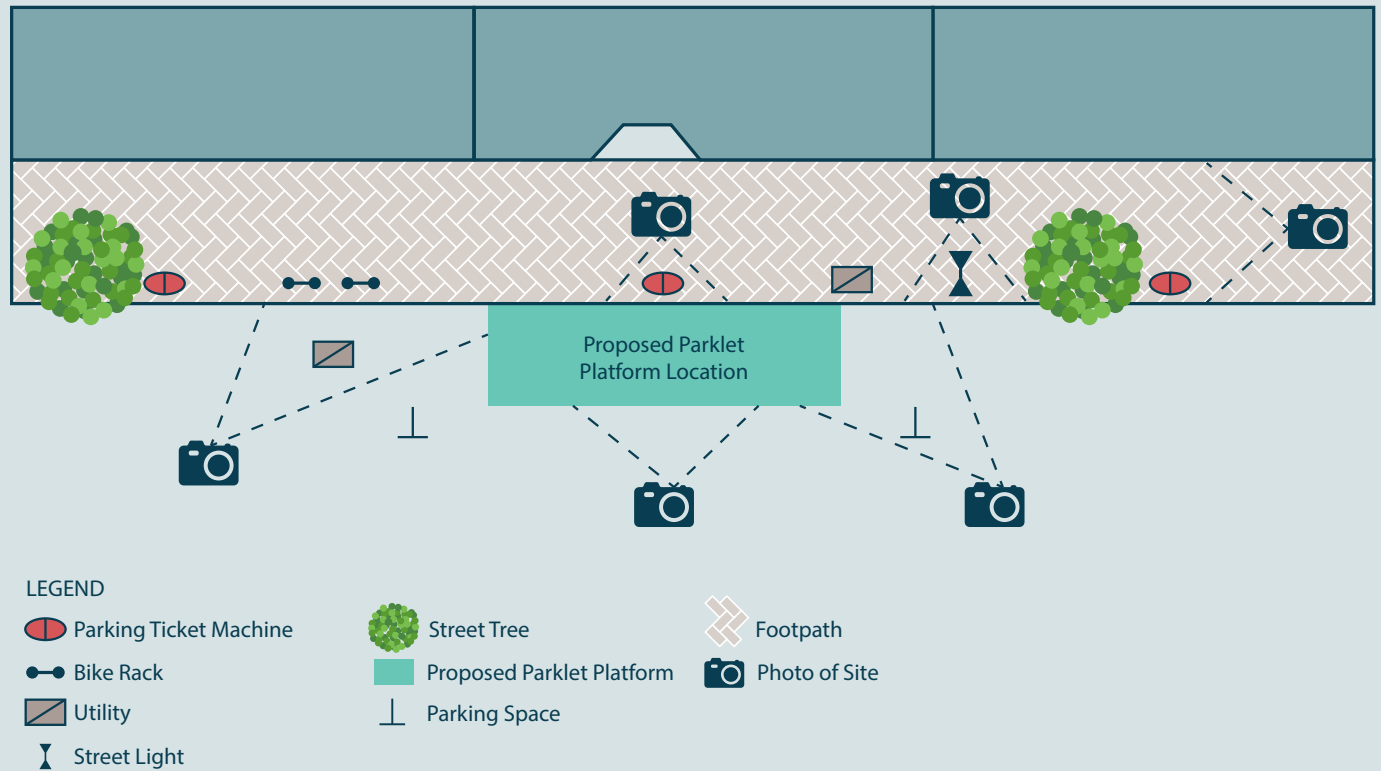 Proposed Parklet
Platform Location
LEGEND
Parking Ticket Machine
Bike Rack
Utility
Street Light
Street Tree
Proposed Parklet Platform
Parking Space
Footpath
Photo of Site